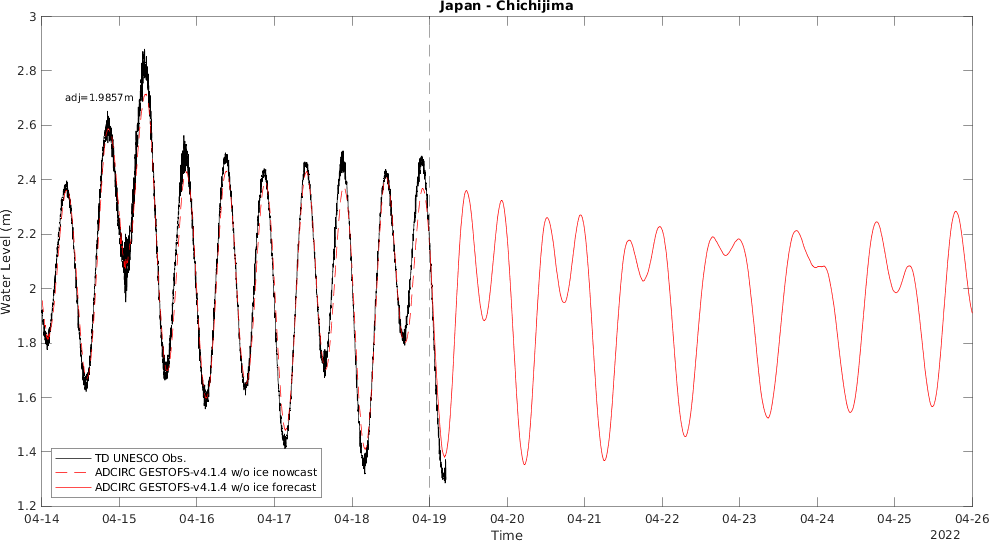 Japan - Chichijima
3
2.8
2.6
2.4
2.2
2
1.8
1.6
1.4
1.2
Water Level (m)
adj=1.9857m
TD UNESCO Obs.
ADCIRC GESTOFS-v4.1.4 w/o ice nowcast
ADCIRC GESTOFS-v4.1.4 w/o ice forecast
04-14 04-15 04-16 04-17 04-18 04-19 04-20 04-21 04-22 04-23 04-24 04-25 04-26
Time
2022